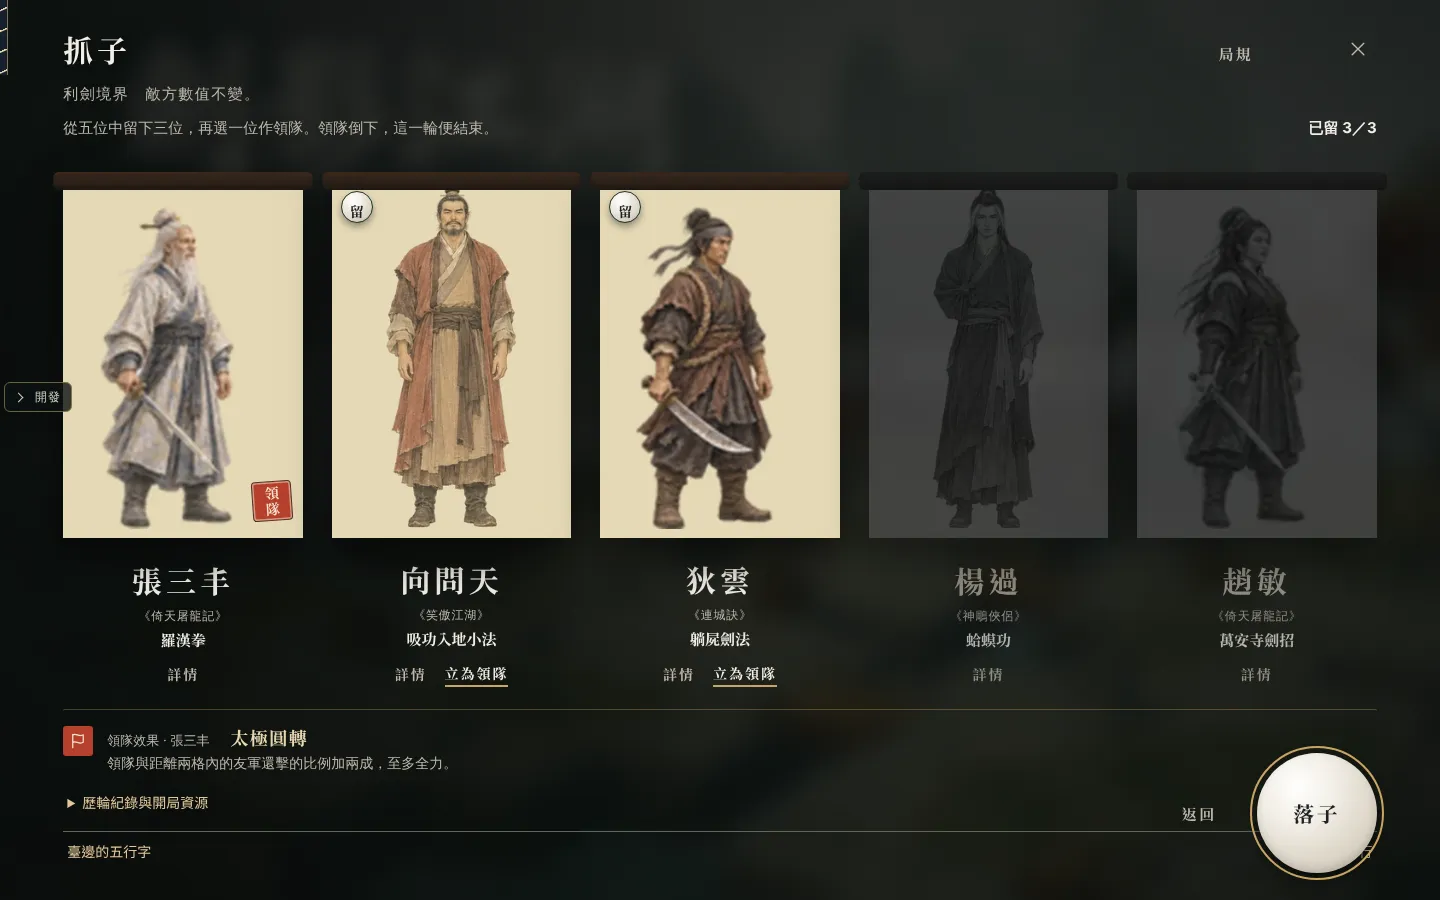 抓子
局規
利劍境界　敵方數值不變。
從五位中留下三位，再選一位作領隊。領隊倒下，這一輪便結束。
已留 3／3
留
留
開發
領隊
張三丰
《倚天屠龍記》
羅漢拳
詳情
向問天
《笑傲江湖》
吸功入地小法
詳情 立為領隊
狄雲
《連城訣》
躺屍劍法
詳情 立為領隊
楊過
《神鵰俠侶》
蛤蟆功
詳情
趙敏
《倚天屠龍記》
萬安寺劍招
詳情
領隊效果 · 張三丰 太極圓轉
領隊與距離兩格內的友軍還擊的比例加兩成，至多全力。
歷輪紀錄與開局資源
返回
落子
臺邊的五行字